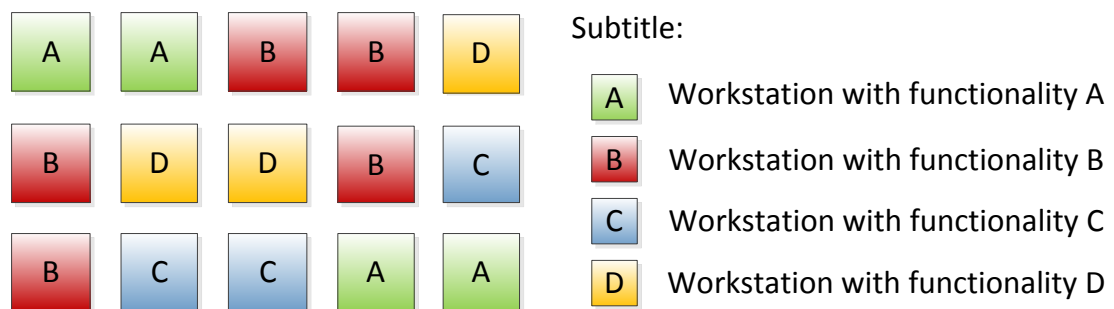 A A B B D
B D D B C
B C C A A
Subtitle:
A Workstation with functionality A
B Workstation with functionality B
C Workstation with functionality C
D Workstation with functionality D